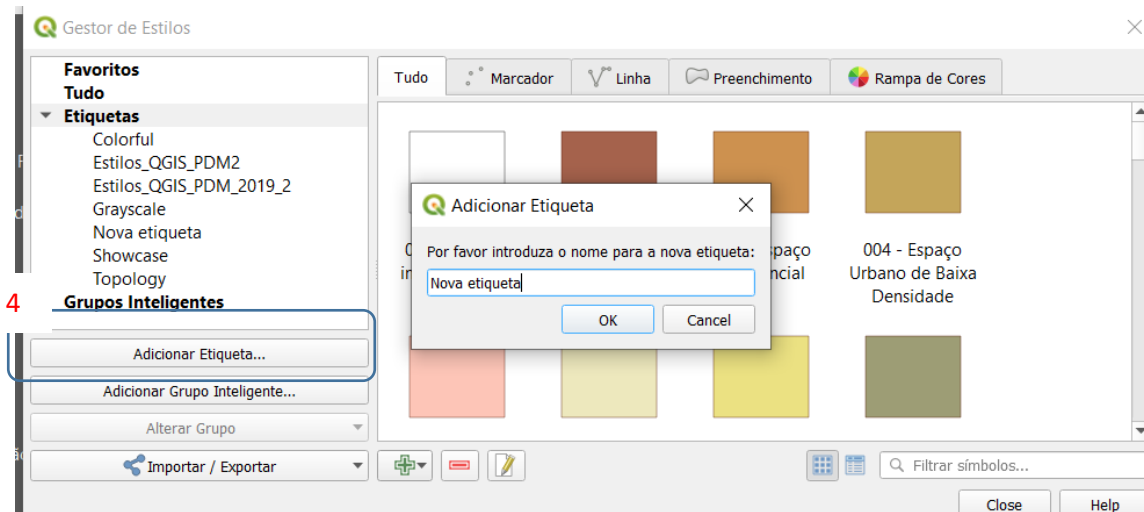 Gestor de Estilos
Favoritos
Tudo
Etiquetas
Colorful
Estilos_QGIS_PDM2
Estilos_QGIS_PDM_2019_2
Grayscale
Nova etiqueta
Showcase
Topology
4
Grupos Inteligentes
Adicionar Etiqueta...
Adicionar Grupo Inteligente...
Alterar Grupo
Importar / Exportar
Tudo
Marcador
Linha
Preenchimento
Rampa de Cores
Adicionar Etiqueta
Por favor introduza o nome para a nova etiqueta:
Nova etiqueta
OK
Cancel
004 - Espaço
Urbano de Baixa
Densidade
Filtrar símbolos...
Close
Help